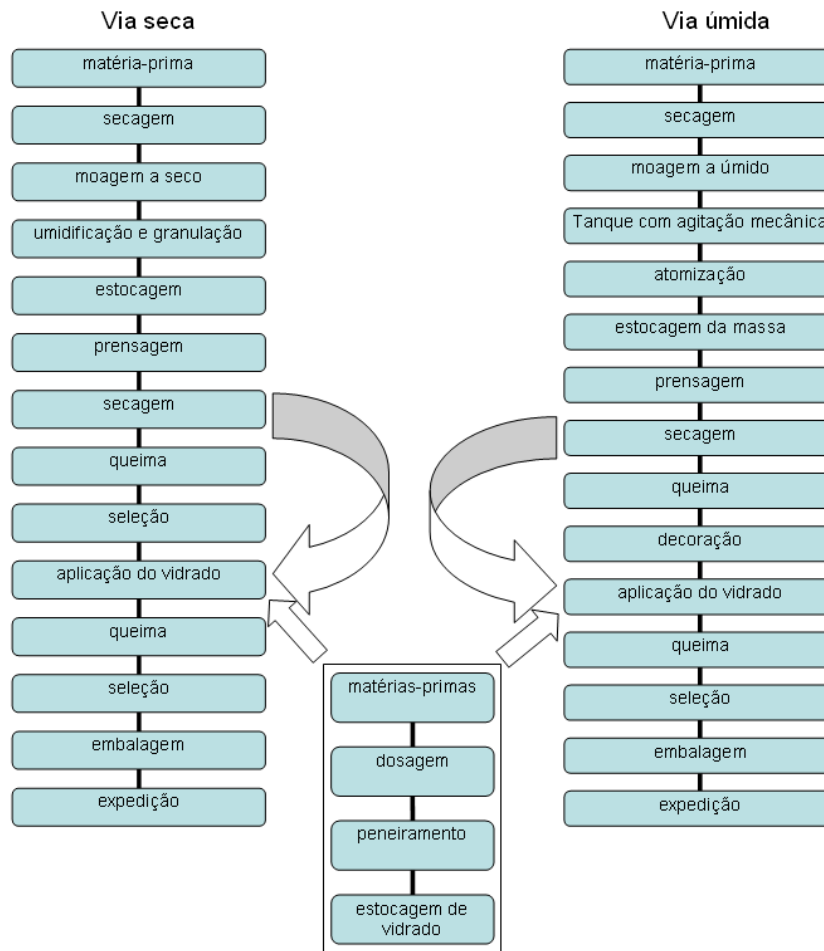 Via seca
matéria-prima
secagem
moagem a seco
umidificação e granulação
estocagem
prensagem
secagem
queima
seleção
aplicação do vidrado
queima
seleção
embalagem
expedição
matérias-primas
dosagem
peneiramento
estocagem de
vidrado
Via úmida
matéria-prima
secagem
moagem a úmido
Tanque com agitação mecânica
atomização
estocagem da massa
prensagem
secagem
queima
decoração
aplicação do vidrado
queima
seleção
embalagem
expedição